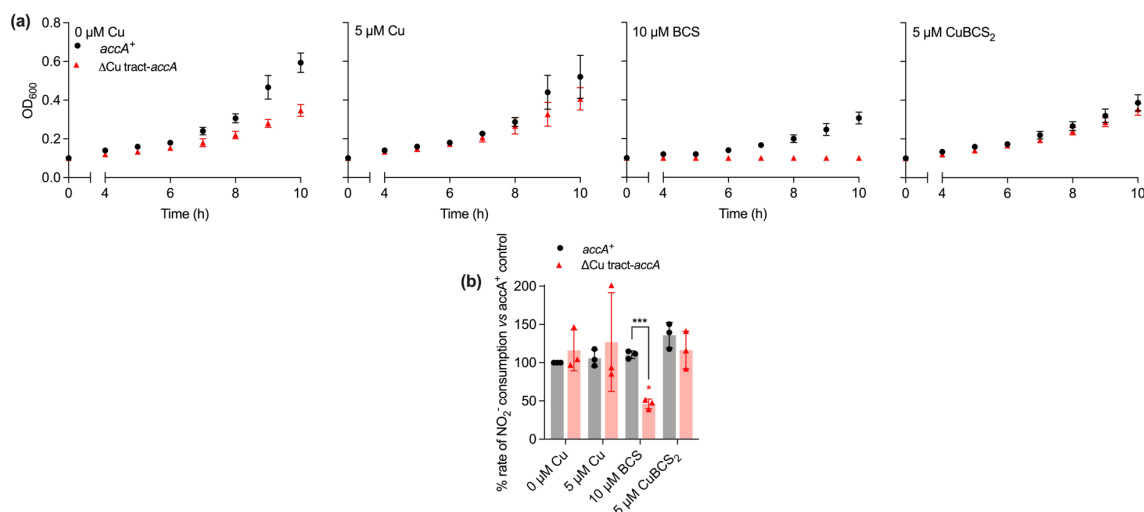 (a)
0 µM Cu
accA⁺
ΔCu tract-accA
5 µM Cu
10 µM BCS
5 µM CuBCS₂
OD₆₀₀
0.8
0.6
0.4
0.2
0.0
0 4 6 8 10
0 4 6 8 10
0 4 6 8 10
0 4 6 8 10
Time (h)
Time (h)
Time (h)
Time (h)
(b)
accA⁺
ΔCu tract-accA
% rate of NO₂⁻ consumption vs accA⁺ control
200
150
100
50
0
***
*
0 µM Cu
5 µM Cu
10 µM BCS
5 µM CuBCS₂